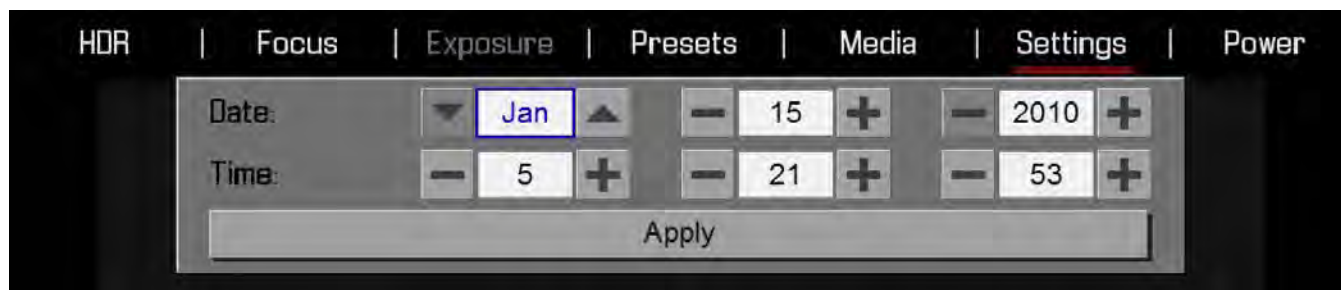 HDR | Focus | Exposure | Presets | Media | Settings | Power
Date: Jan 15 2010
Time: 5 21 53
Apply